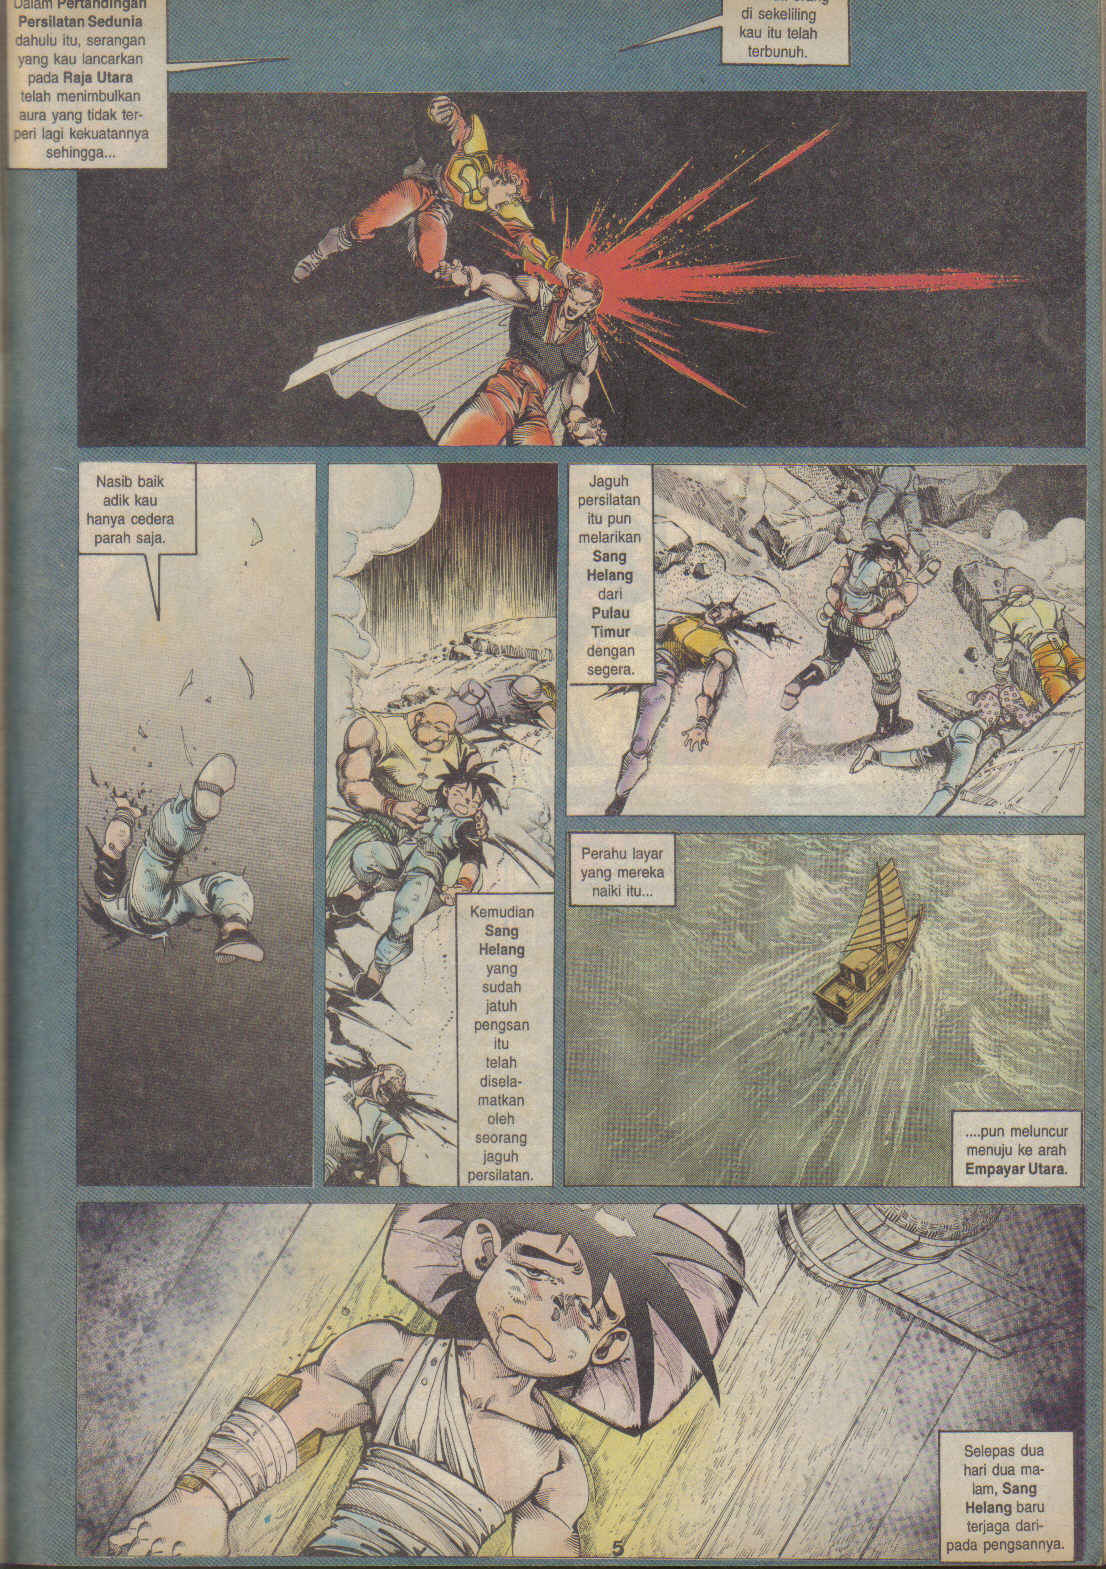 Dalam Pertandingan
Persilatan Sedunia
dahulu itu, serangan
yang kau lancarkan
pada Raja Utara
telah menimbulkan
aura yang tidak ter-
peri lagi kekuatannya
sehingga...
di sekeliling
kau itu telah
terbunuh.
Nasib baik
adik kau
hanya cedera
parah saja.
Kemudian
Sang
Helang
yang
sudah
jatuh
pengsan
itu
telah
disela-
matkan
oleh
seorang
jaguh
persilatan.
Jaguh
persilatan
itu pun
melarikan
Sang
Helang
dari
Pulau
Timur
dengan
segera.
Perahu layar
yang mereka
naiki itu...
....pun meluncur
menuju ke arah
Empayar Utara.
Selepas dua
hari dua ma-
lam, Sang
Helang baru
terjaga dari-
pada pengsannya.
5